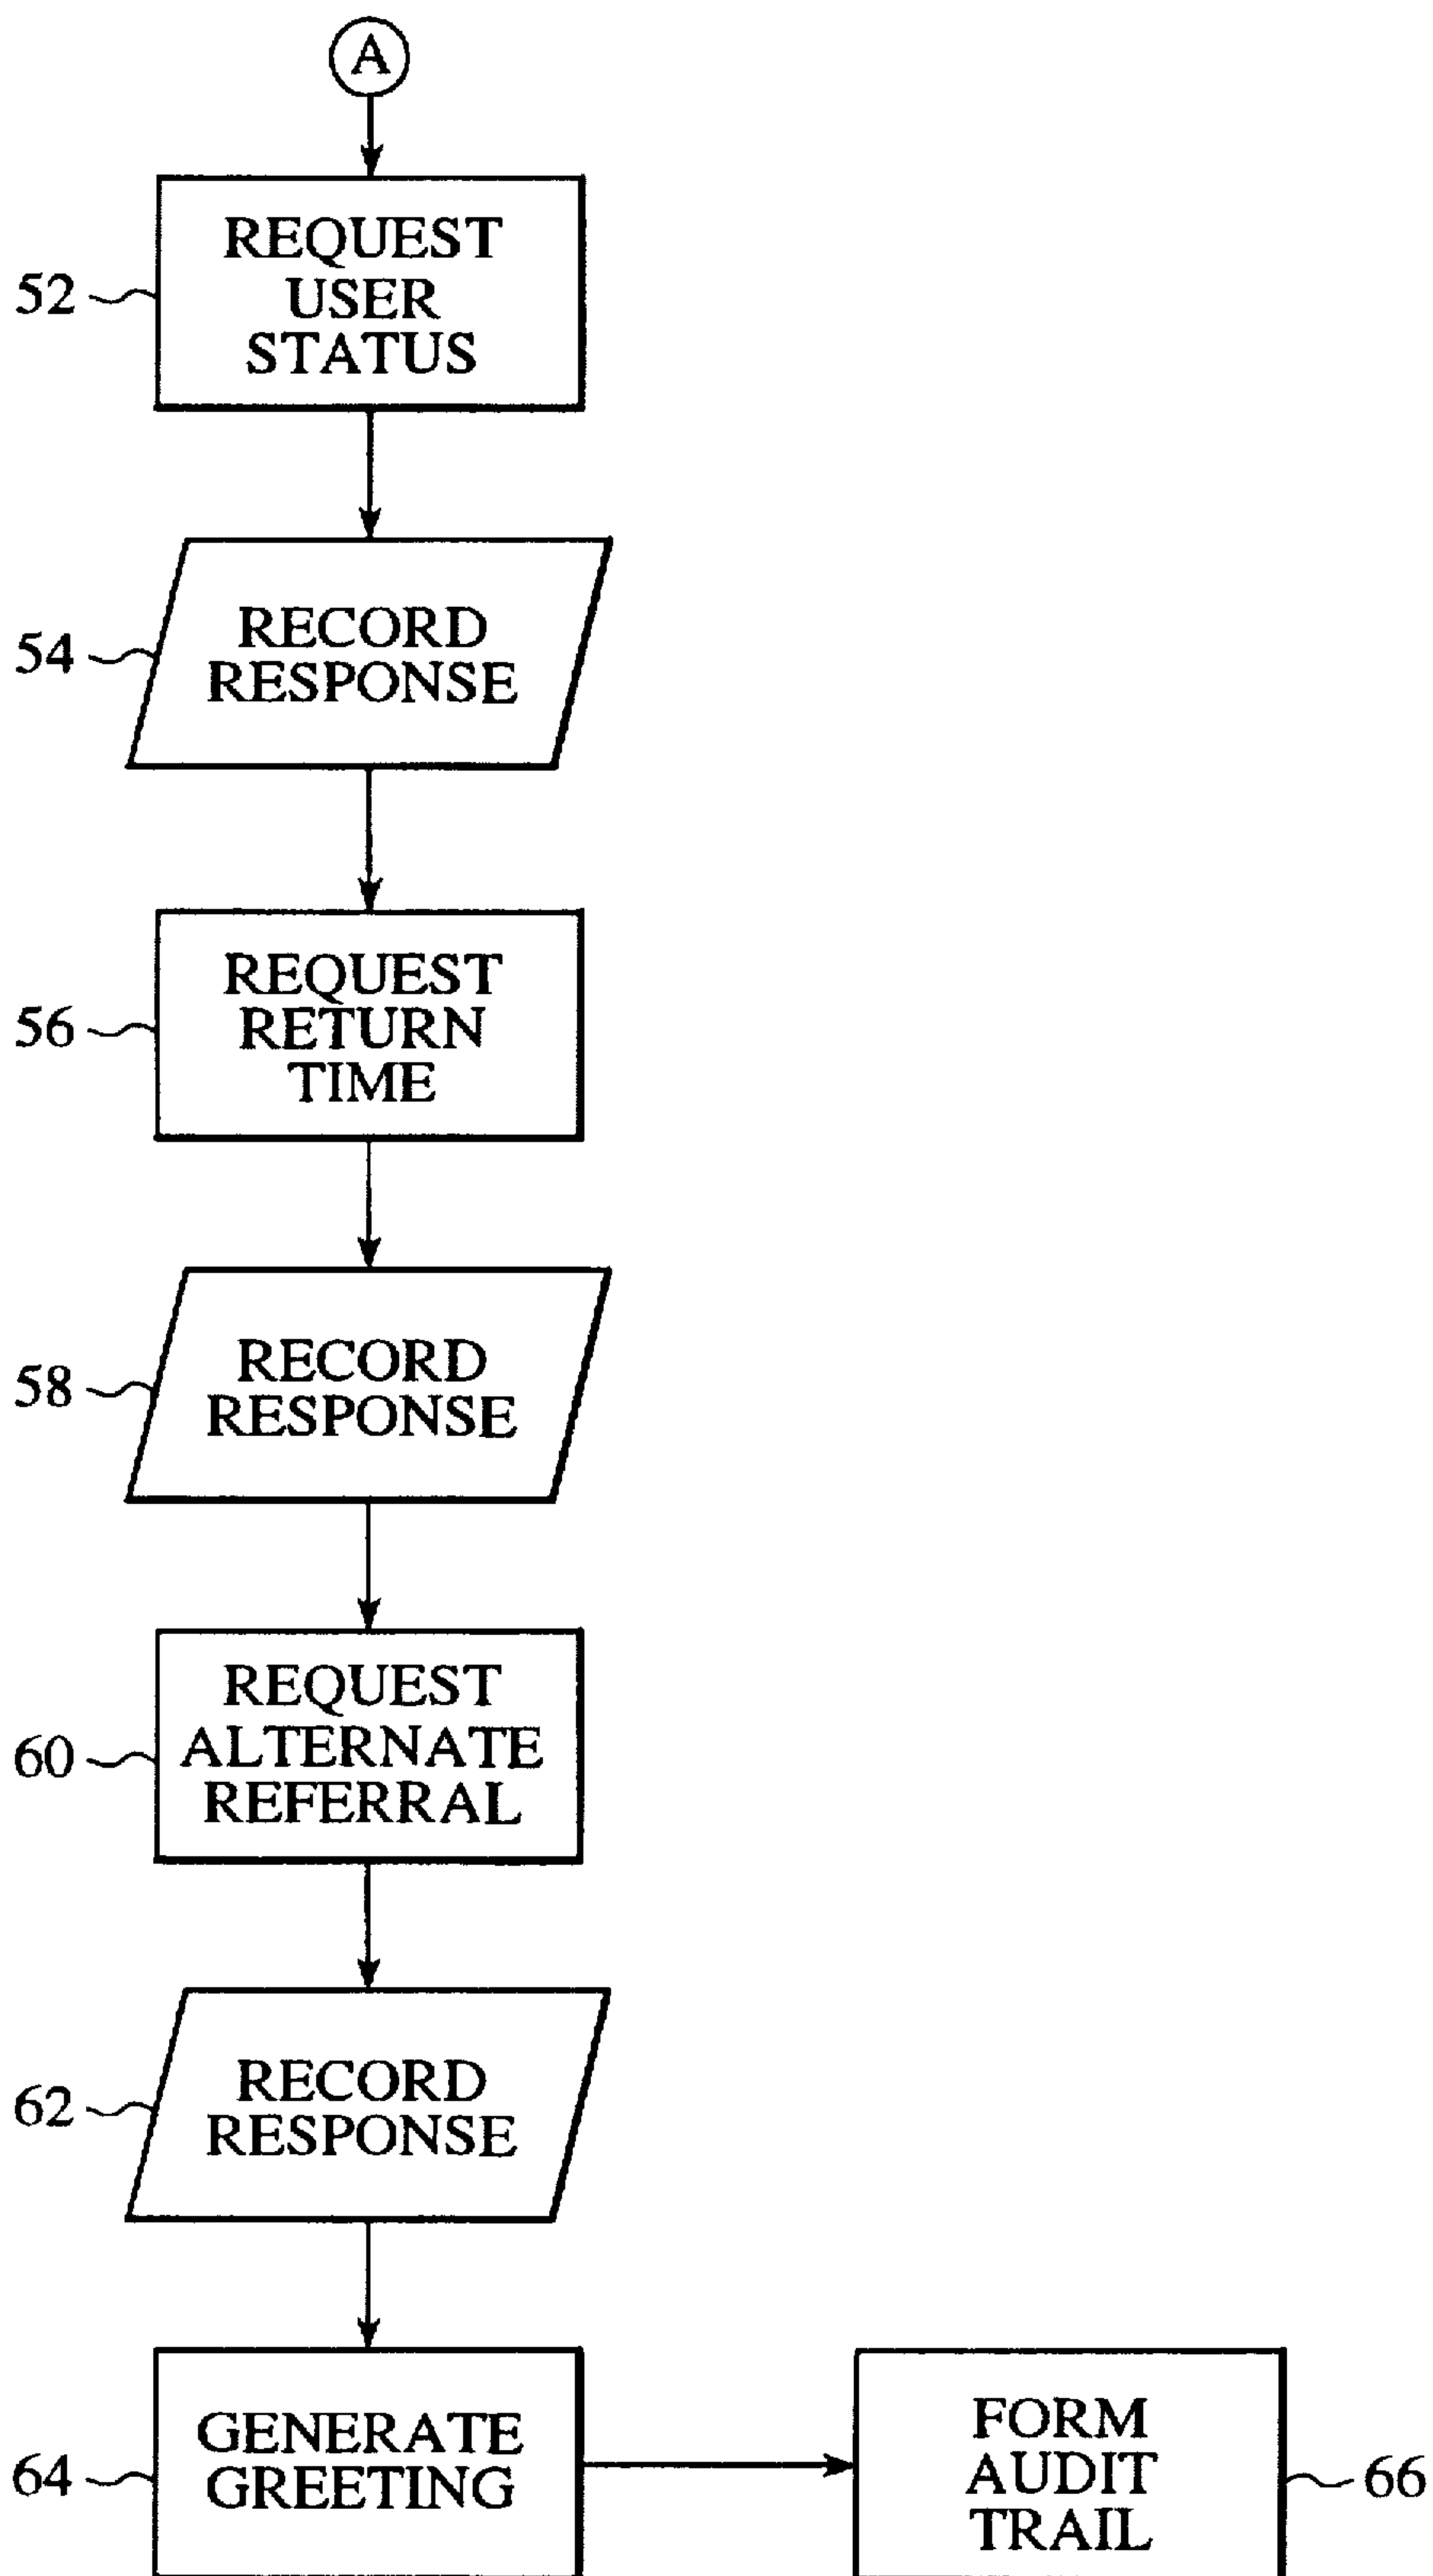 A
REQUEST
USER
STATUS
52
RECORD
RESPONSE
54
REQUEST
RETURN
TIME
56
RECORD
RESPONSE
58
REQUEST
ALTERNATE
REFERRAL
60
RECORD
RESPONSE
62
GENERATE
GREETING
64
FORM
AUDIT
TRAIL
66